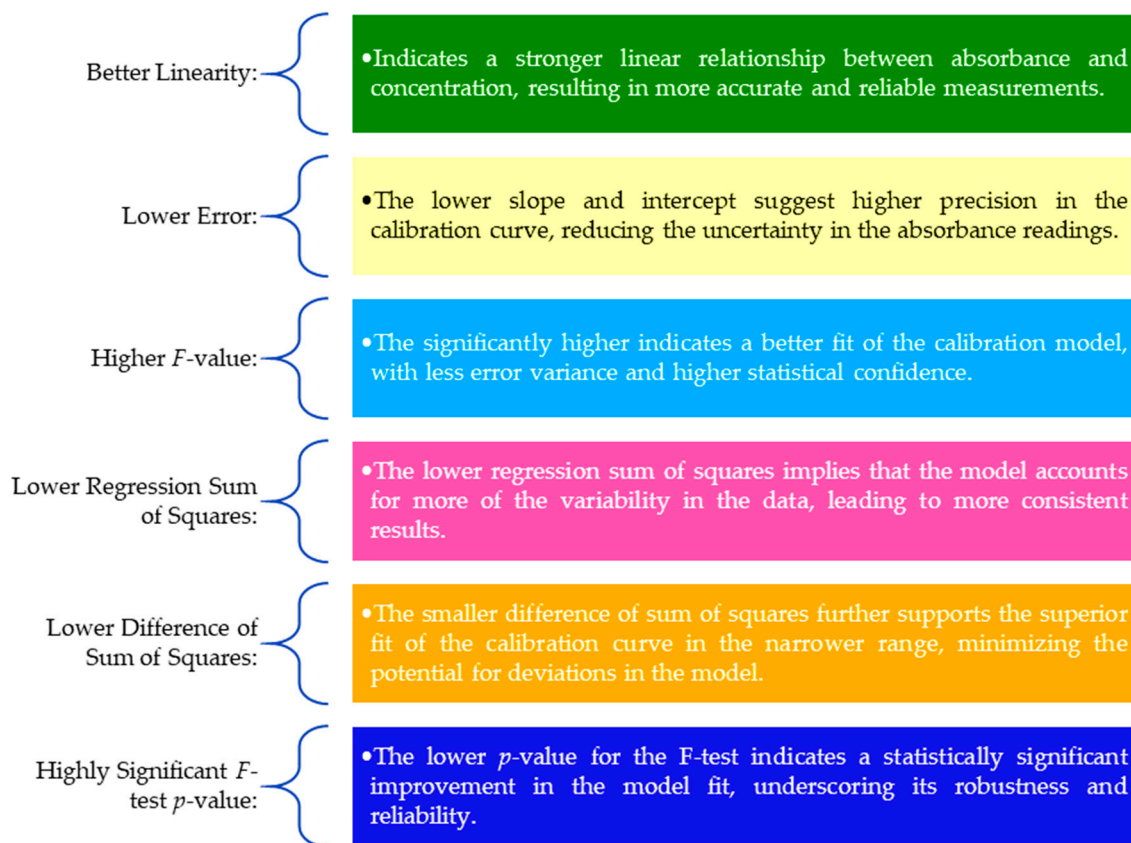 Better Linearity:
•Indicates a stronger linear relationship between absorbance and
concentration, resulting in more accurate and reliable measurements.
Lower Error:
•The lower slope and intercept suggest higher precision in the
calibration curve, reducing the uncertainty in the absorbance readings.
Higher F-value:
•The significantly higher indicates a better fit of the calibration model,
with less error variance and higher statistical confidence.
Lower Regression Sum
of Squares:
•The lower regression sum of squares implies that the model accounts
for more of the variability in the data, leading to more consistent
results.
Lower Difference of
Sum of Squares:
•The smaller difference of sum of squares further supports the superior
fit of the calibration curve in the narrower range, minimizing the
potential for deviations in the model.
Highly Significant F-
test p-value:
•The lower p-value for the F-test indicates a statistically significant
improvement in the model fit, underscoring its robustness and
reliability.